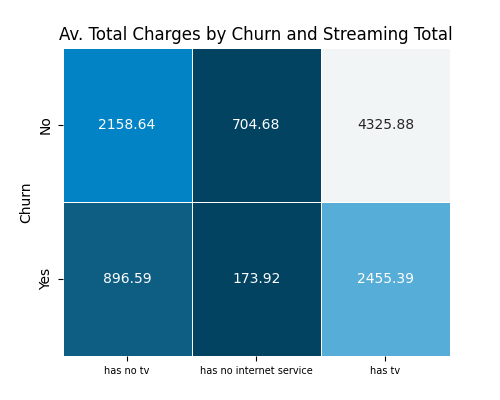 Av. Total Charges by Churn and Streaming Total
No
2158.64
704.68
4325.88
Churn
Yes
896.59
173.92
2455.39
has no tv
has no internet service
has tv